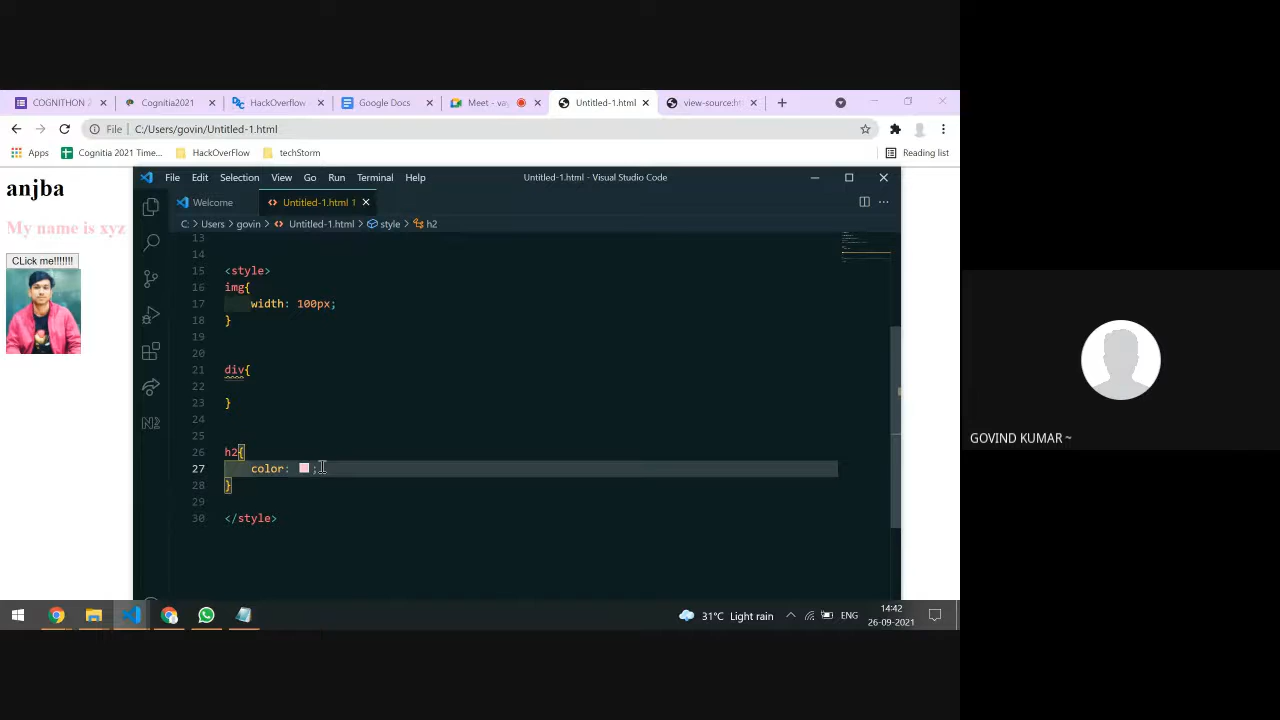 COGNITHON 2
Cognitia2021
HackOverflow
Google Docs
Meet - va
Untitled-1.html
view-source:h
File
C:/Users/govin/Untitled-1.html
Apps
Cognitia 2021 Time...
HackOverFlow
techStorm
Reading list
anjba
My name is xyz
CLick me!!!!!!!
File Edit Selection View Go Run Terminal Help
Untitled-1.html - Visual Studio Code
Welcome
Untitled-1.html 1
C: > Users > govin > Untitled-1.html > style > h2
13
14
15 <style>
16 img{
17 width: 100px;
18 }
19
20
21 div{
22
23 }
24
25
26 h2{
27 color: ;
28 }
29
30 </style>
GOVIND KUMAR ~
31°C Light rain
ENG
14:42
26-09-2021